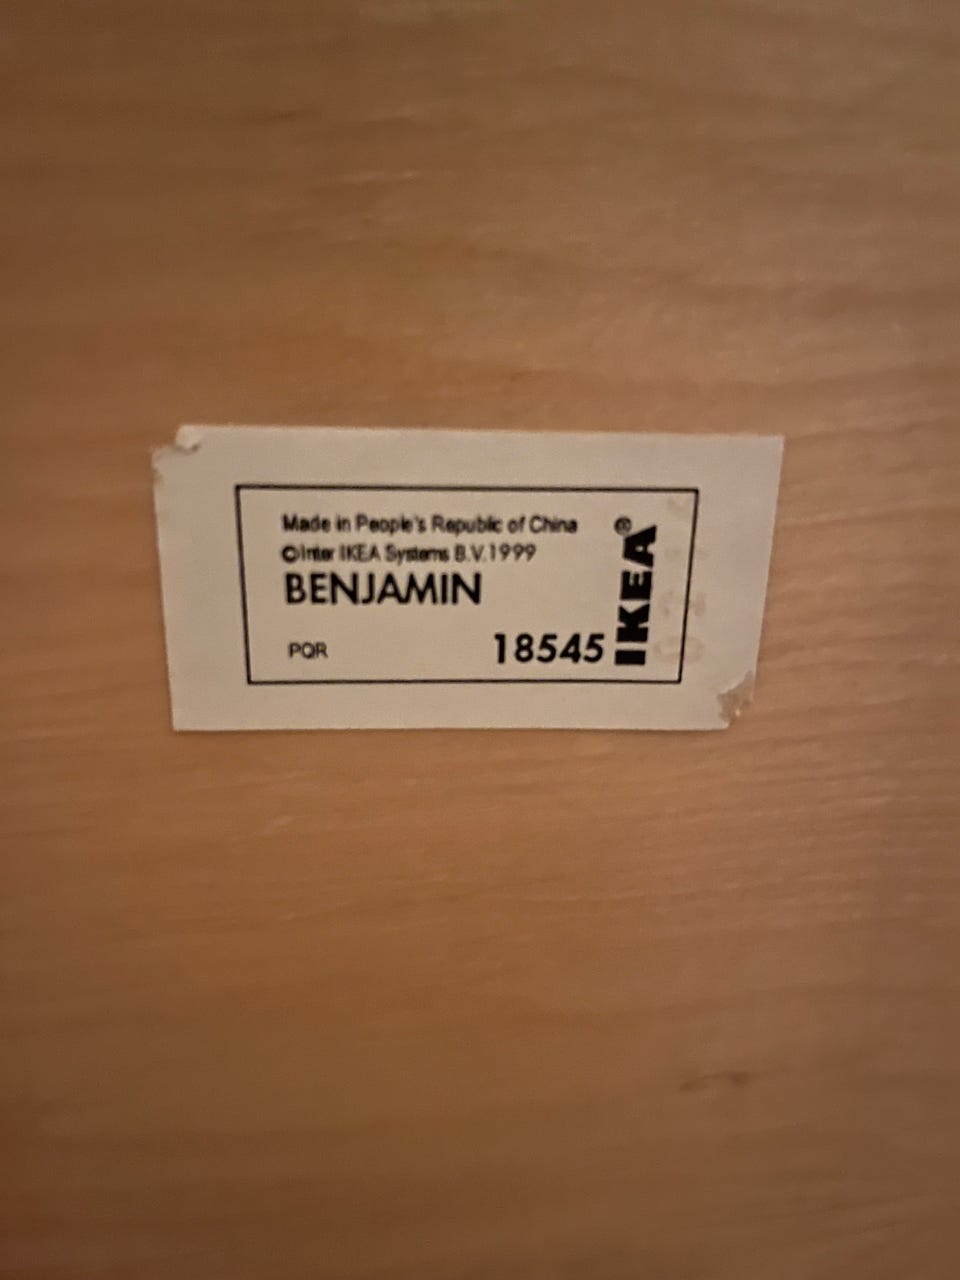 Made in People's Republic of China
©Inter IKEA Systems B.V.1999
BENJAMIN
PQR
18545
IKEA®